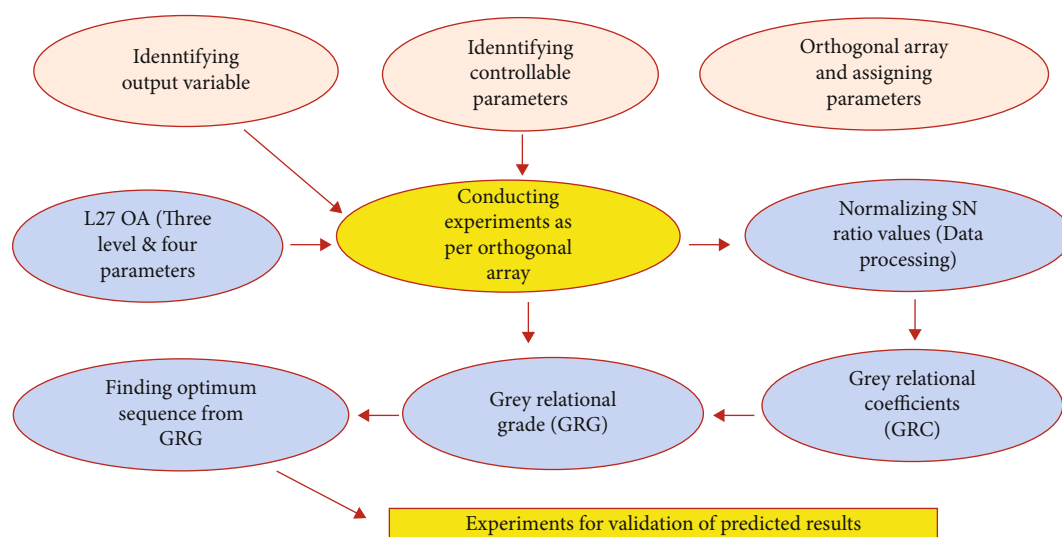 Idenntifying
output variable
Idenntifying
controllable
parameters
Orthogonal array
and assigning
parameters
L27 OA (Three
level & four
parameters
Conducting
experiments as
per orthogonal
array
Normalizing SN
ratio values (Data
processing)
Finding optimum
sequence from
GRG
Grey relational
grade (GRG)
Grey relational
coefficients
(GRC)
Experiments for validation of predicted results